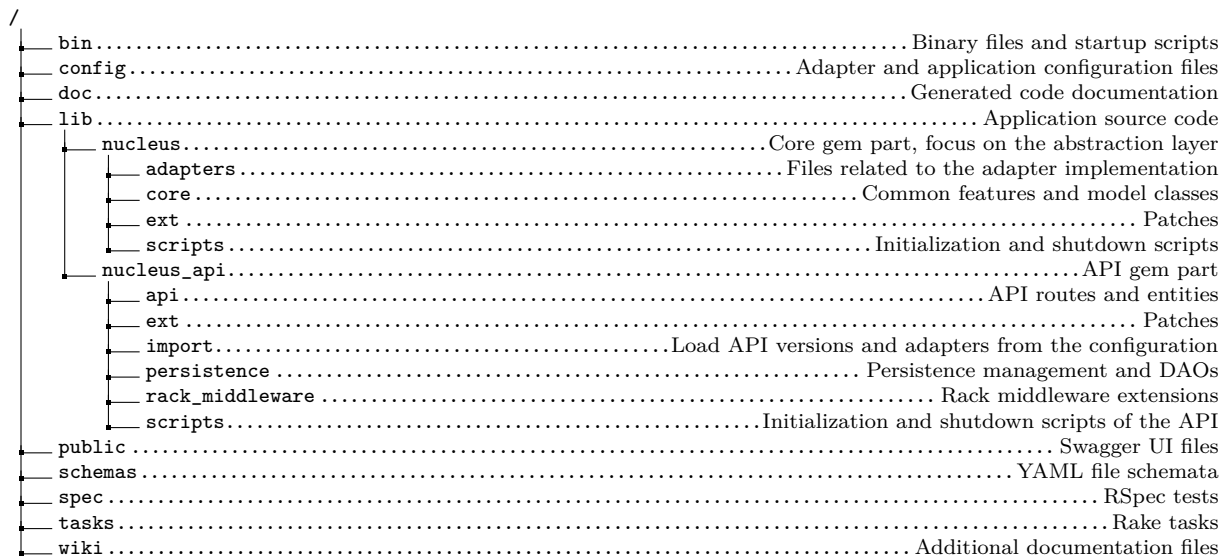 /
bin Binary files and startup scripts
config Adapter and application configuration files
doc Generated code documentation
lib Application source code
nucleus Core gem part, focus on the abstraction layer
adapters Files related to the adapter implementation
core Common features and model classes
ext Patches
scripts Initialization and shutdown scripts
nucleus_api API gem part
api API routes and entities
ext Patches
import Load API versions and adapters from the configuration
persistence Persistence management and DAOs
rack_middleware Rack middleware extensions
scripts Initialization and shutdown scripts of the API
public Swagger UI files
schemas YAML file schemata
spec RSpec tests
tasks Rake tasks
wiki Additional documentation files